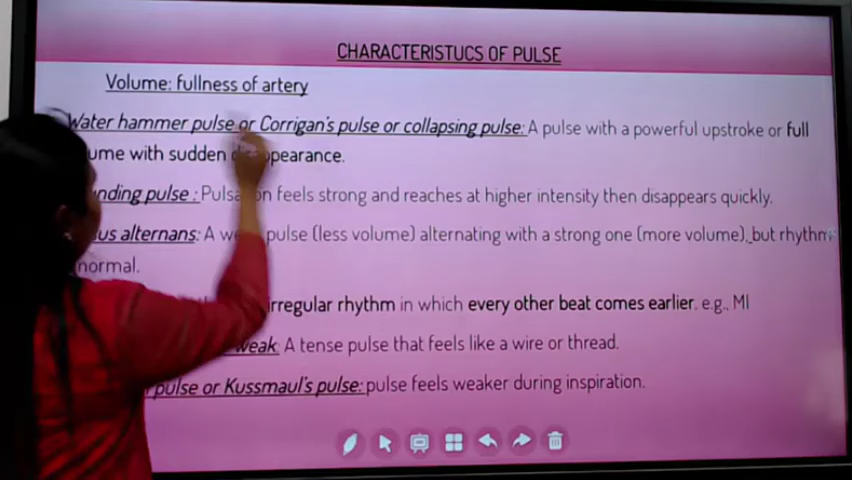 CHARACTERISTUCS OF PULSE
Volume: fullness of artery
Water hammer pulse or Corrigan's pulse or collapsing pulse: A pulse with a powerful upstroke or full
ume with sudden disappearance.
nding pulse : Pulsa on feels strong and reaches at higher intensity then disappears quickly.
us alternans: A we pulse (less volume) alternating with a strong one (more volume), but rhythm
normal.
irregular rhythm in which every other beat comes earlier. e.g., MI
weak: A tense pulse that feels like a wire or thread.
pulse or Kussmaul's pulse: pulse feels weaker during inspiration.